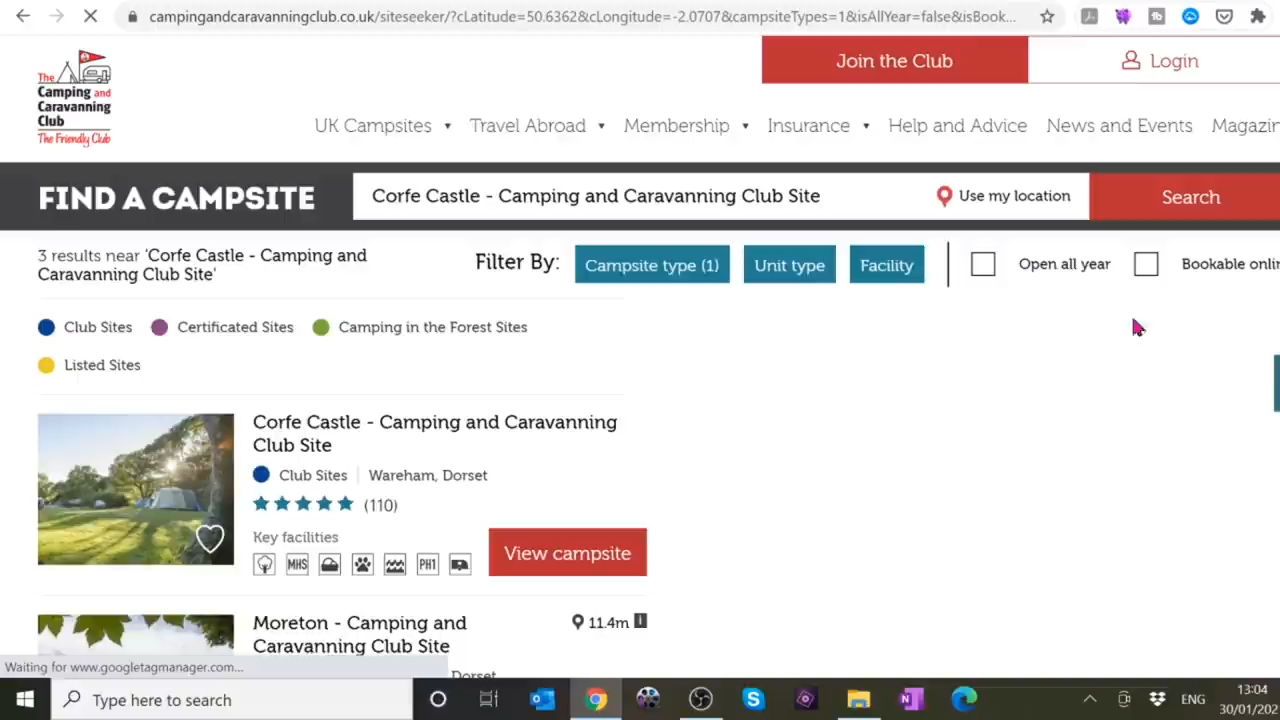 campingandcaravanningclub.co.uk/siteseeker/?cLatitude=50.6362&cLongitude=-2.0707&campsiteTypes=1&isAllYear=false&isBook...
Join the Club
Login
The
Camping and
Caravanning
Club
The Friendly Club
UK Campsites
Travel Abroad
Membership
Insurance
Help and Advice
News and Events
Magazin
FIND A CAMPSITE
Corfe Castle - Camping and Caravanning Club Site
Use my location
Search
3 results near 'Corfe Castle - Camping and
Caravanning Club Site'
Filter By:
Campsite type (1)
Unit type
Facility
Open all year
Bookable onlin
Club Sites
Certificated Sites
Camping in the Forest Sites
Listed Sites
Corfe Castle - Camping and Caravanning
Club Site
Club Sites
Wareham, Dorset
(110)
Key facilities
MHS
PH1
View campsite
Moreton - Camping and
Caravanning Club Site
11.4m
Dorset
Waiting for www.googletagmanager.com...
Type here to search
ENG
13:04
30/01/202